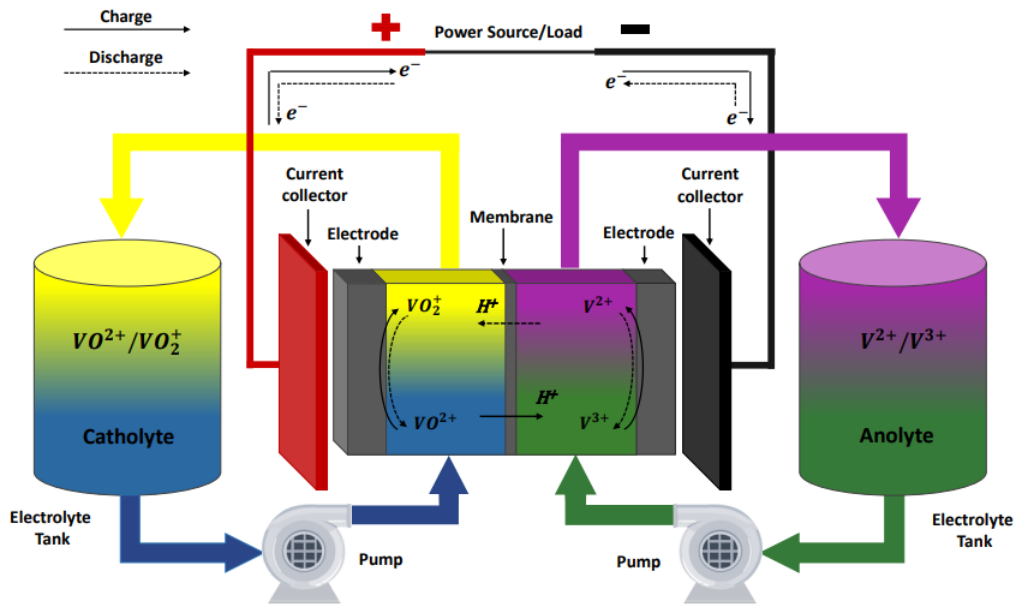 Charge
Discharge
+
Power Source/Load
−
e⁻
e⁻
e⁻
e⁻
Current
collector
Electrode
Membrane
Electrode
Current
collector
VO₂⁺
H⁺
V²⁺
VO²⁺/VO₂⁺
V²⁺/V³⁺
H⁺
VO²⁺
V³⁺
Catholyte
Anolyte
Electrolyte
Tank
Pump
Pump
Electrolyte
Tank